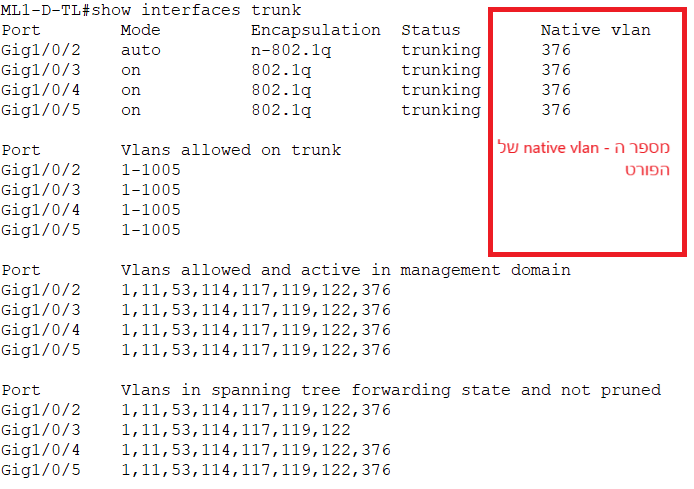 ML1-D-TL#show interfaces trunk
Port        Mode         Encapsulation  Status        Native vlan
Gig1/0/2    auto         n-802.1q       trunking      376
Gig1/0/3    on           802.1q         trunking      376
Gig1/0/4    on           802.1q         trunking      376
Gig1/0/5    on           802.1q         trunking      376
מספר ה - native vlan של
הפורט
Port        Vlans allowed on trunk
Gig1/0/2    1-1005
Gig1/0/3    1-1005
Gig1/0/4    1-1005
Gig1/0/5    1-1005
Port        Vlans allowed and active in management domain
Gig1/0/2    1,11,53,114,117,119,122,376
Gig1/0/3    1,11,53,114,117,119,122,376
Gig1/0/4    1,11,53,114,117,119,122,376
Gig1/0/5    1,11,53,114,117,119,122,376
Port        Vlans in spanning tree forwarding state and not pruned
Gig1/0/2    1,11,53,114,117,119,122,376
Gig1/0/3    1,11,53,114,117,119,122
Gig1/0/4    1,11,53,114,117,119,122,376
Gig1/0/5    1,11,53,114,117,119,122,376